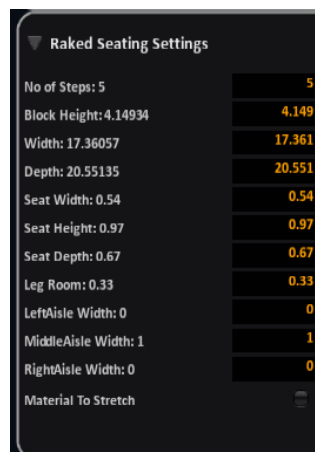 Raked Seating Settings
No of Steps: 5 5
Block Height: 4.14934 4.149
Width: 17.36057 17.361
Depth: 20.55135 20.551
Seat Width: 0.54 0.54
Seat Height: 0.97 0.97
Seat Depth: 0.67 0.67
Leg Room: 0.33 0.33
LeftAisle Width: 0 0
MiddleAisle Width: 1 1
RightAisle Width: 0 0
Material To Stretch